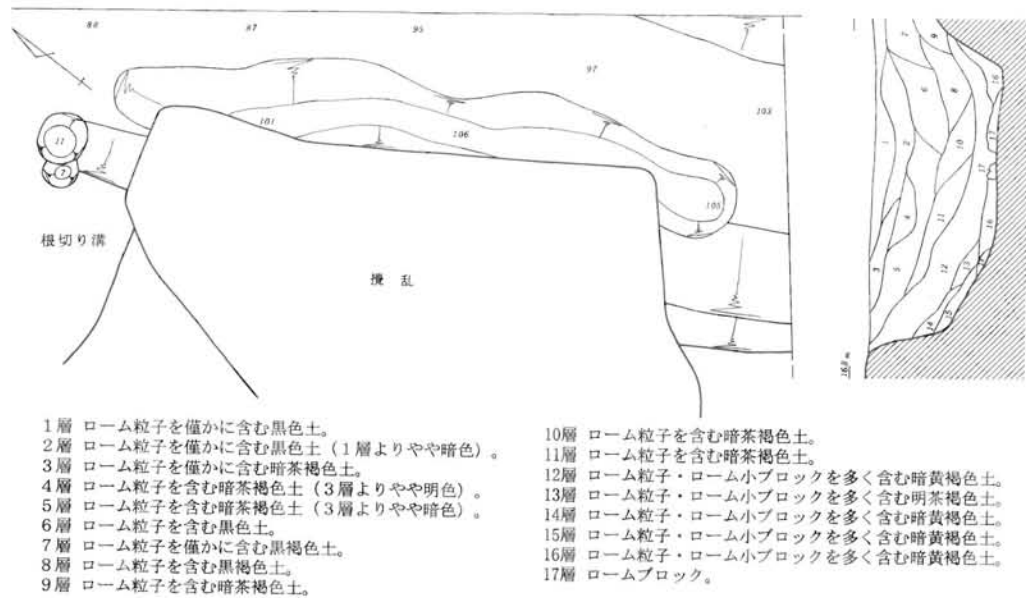 88 87 95
97
103
101
106
105
11
7
根切り溝
攪 乱
7 9
16
6 8
1 2 10 17
17
4 11 16
3 5 12 13
14 15
16.8m
1層 ローム粒子を僅かに含む黒色土。
2層 ローム粒子を僅かに含む黒色土（1層よりやや暗色）。
3層 ローム粒子を僅かに含む暗茶褐色土。
4層 ローム粒子を含む暗茶褐色土（3層よりやや明色）。
5層 ローム粒子を含む暗茶褐色土（3層よりやや暗色）。
6層 ローム粒子を含む黒色土。
7層 ローム粒子を僅かに含む黒褐色土。
8層 ローム粒子を含む黒褐色土。
9層 ローム粒子を含む暗茶褐色土。
10層 ローム粒子を含む暗茶褐色土。
11層 ローム粒子を含む暗茶褐色土。
12層 ローム粒子・ローム小ブロックを多く含む暗黄褐色土。
13層 ローム粒子・ローム小ブロックを多く含む明茶褐色土。
14層 ローム粒子・ローム小ブロックを多く含む暗黄褐色土。
15層 ローム粒子・ローム小ブロックを多く含む暗黄褐色土。
16層 ローム粒子・ローム小ブロックを多く含む暗黄褐色土。
17層 ロームブロック。